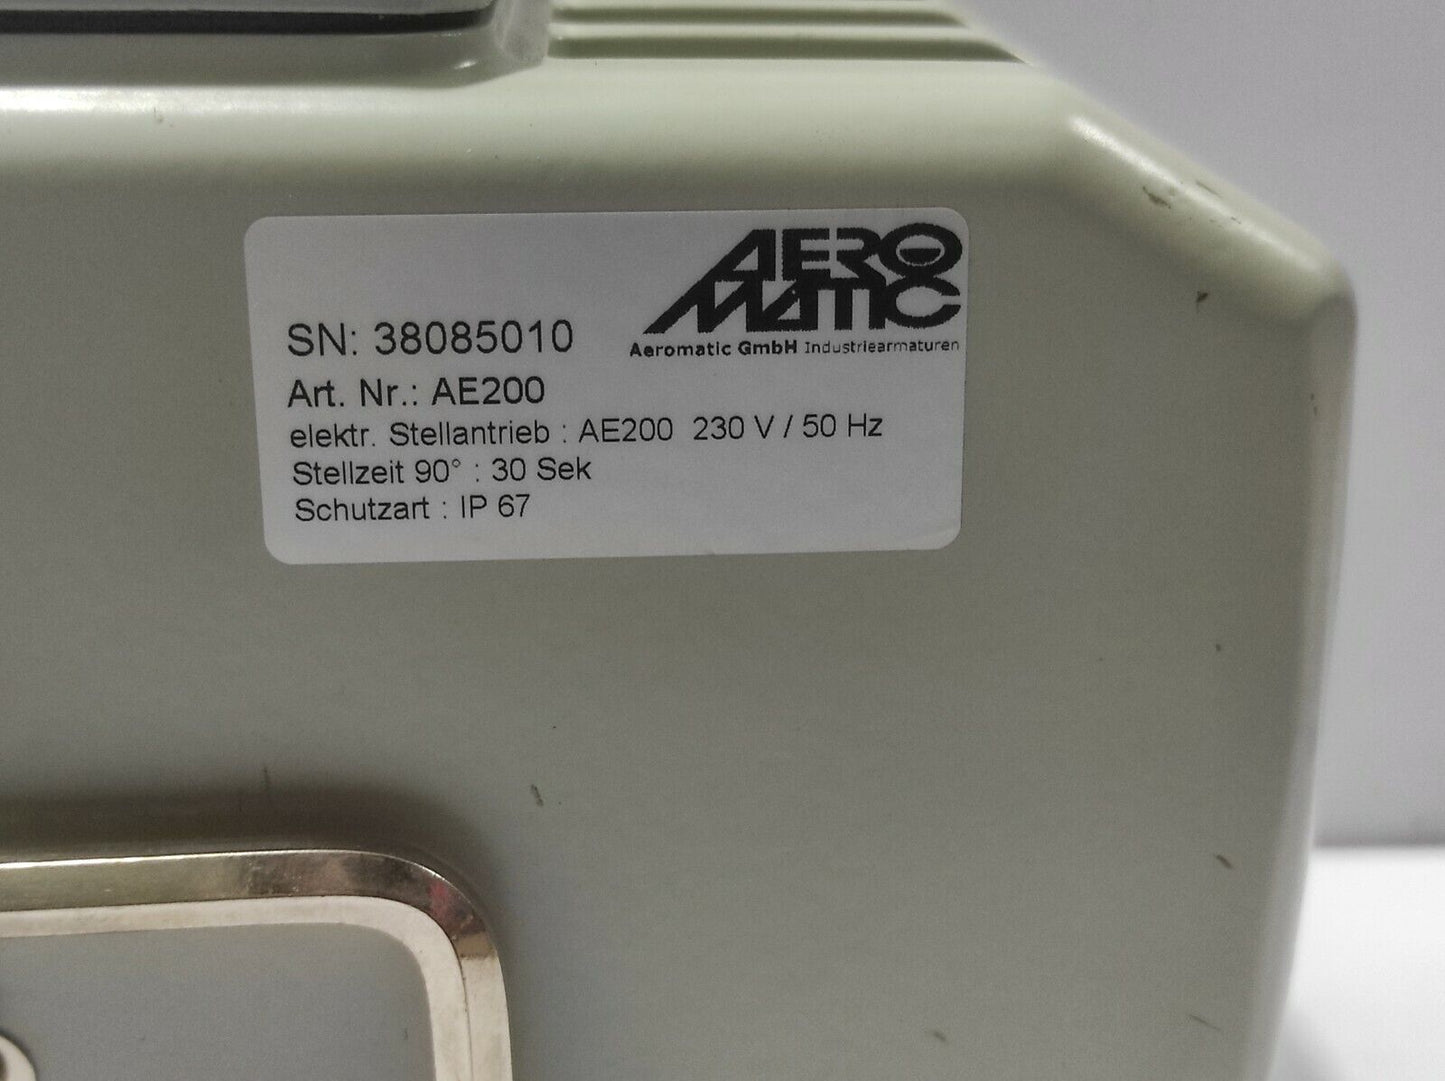 AERO
MATIC
Aeromatic GmbH Industriearmaturen
SN: 38085010
Art. Nr.: AE200
elektr. Stellantrieb : AE200 230 V / 50 Hz
Stellzeit 90° : 30 Sek
Schutzart : IP 67